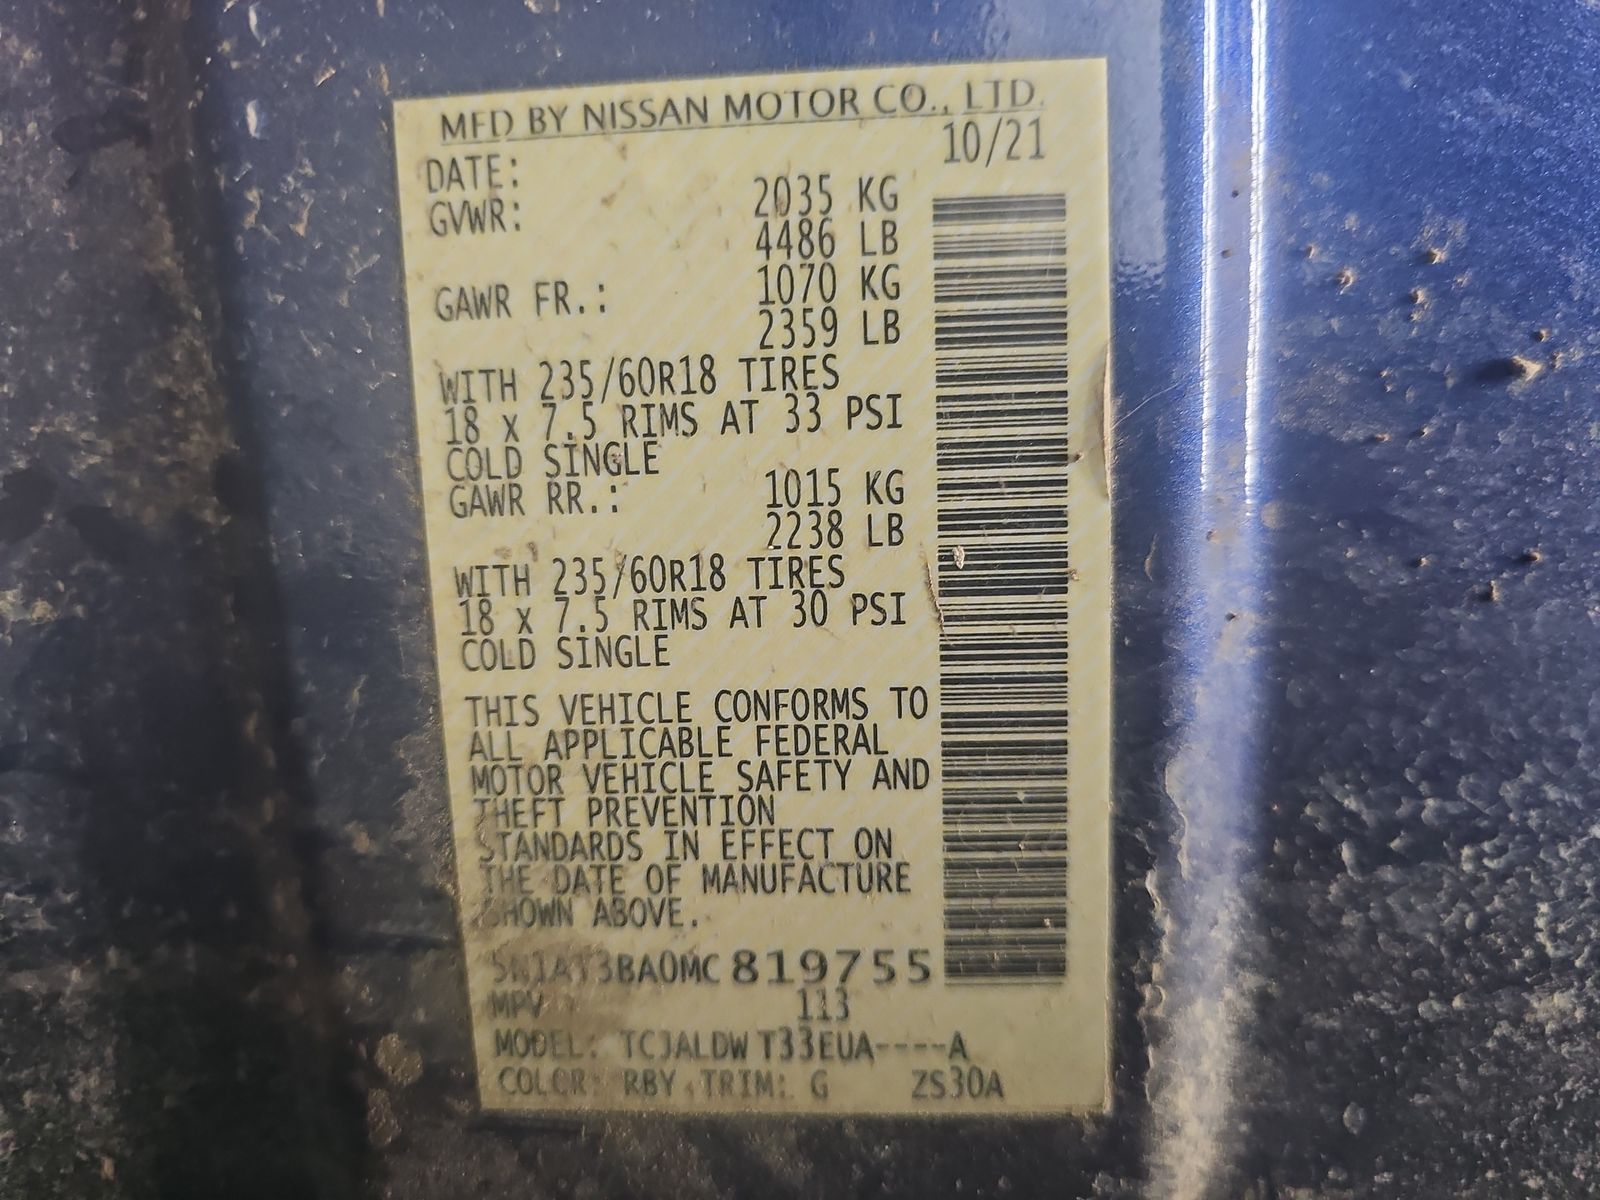 MFD BY NISSAN MOTOR CO., LTD.
DATE: 10/21
GVWR: 2035 KG
4486 LB
GAWR FR.: 1070 KG
2359 LB
WITH 235/60R18 TIRES
18 x 7.5 RIMS AT 33 PSI
COLD SINGLE
GAWR RR.: 1015 KG
2238 LB
WITH 235/60R18 TIRES
18 x 7.5 RIMS AT 30 PSI
COLD SINGLE
THIS VEHICLE CONFORMS TO
ALL APPLICABLE FEDERAL
MOTOR VEHICLE SAFETY AND
THEFT PREVENTION
STANDARDS IN EFFECT ON
THE DATE OF MANUFACTURE
SHOWN ABOVE.
5N1AT3BA0MC 819755
MPV 113
MODEL: TCJALDW T33EUA----A
COLOR: RBY TRIM: G ZS30A